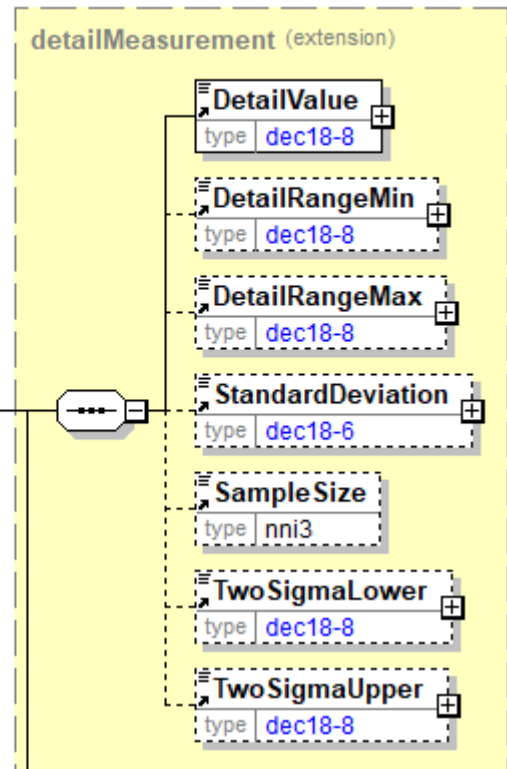 detailMeasurement (extension)
DetailValue
type dec18-8
DetailRangeMin
type dec18-8
DetailRangeMax
type dec18-8
StandardDeviation
type dec18-6
SampleSize
type nni3
TwoSigmaLower
type dec18-8
TwoSigmaUpper
type dec18-8